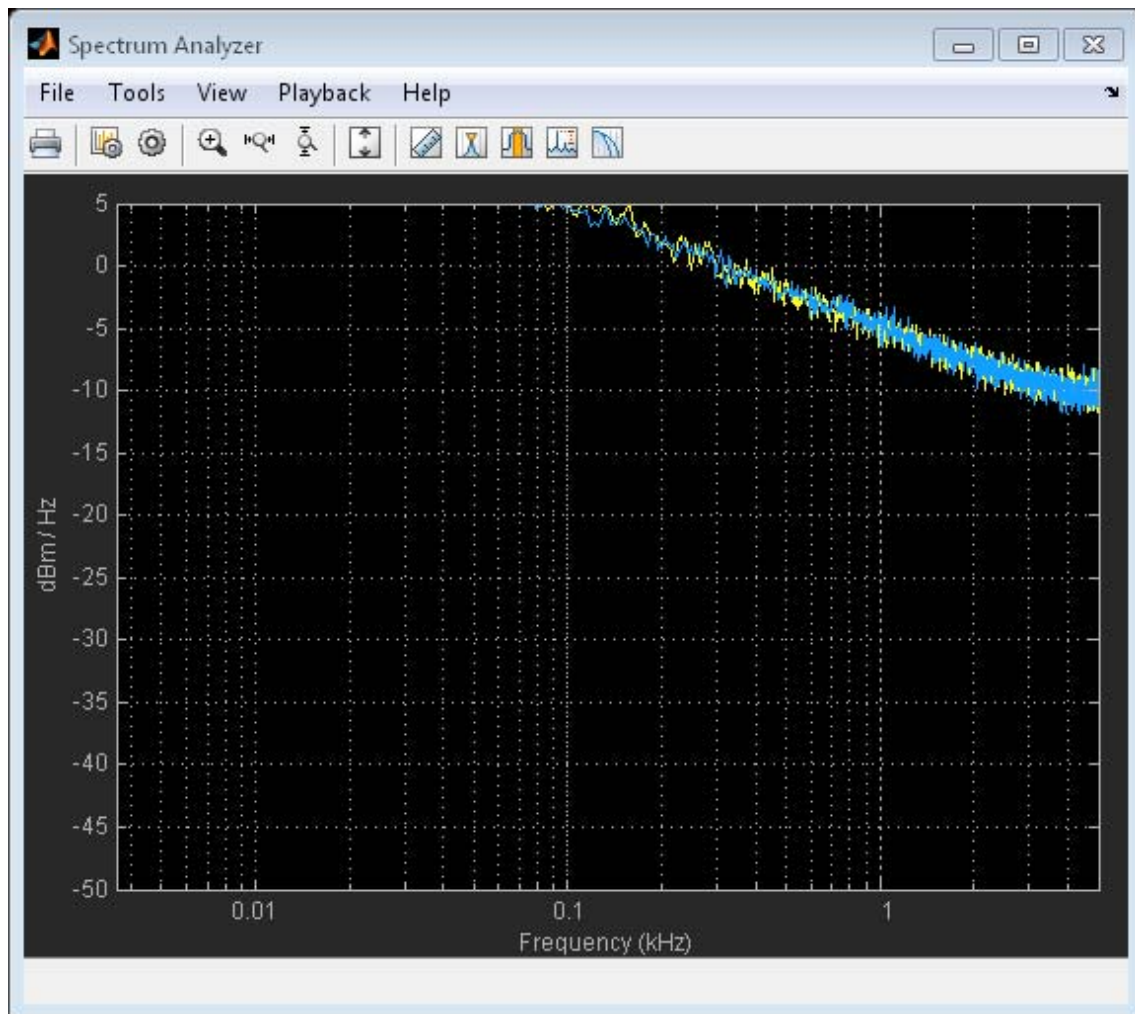 Spectrum Analyzer
File Tools View Playback Help
5
0
-5
-10
-15
-20
-25
-30
-35
-40
-45
-50
dBm / Hz
0.01 0.1 1
Frequency (kHz)